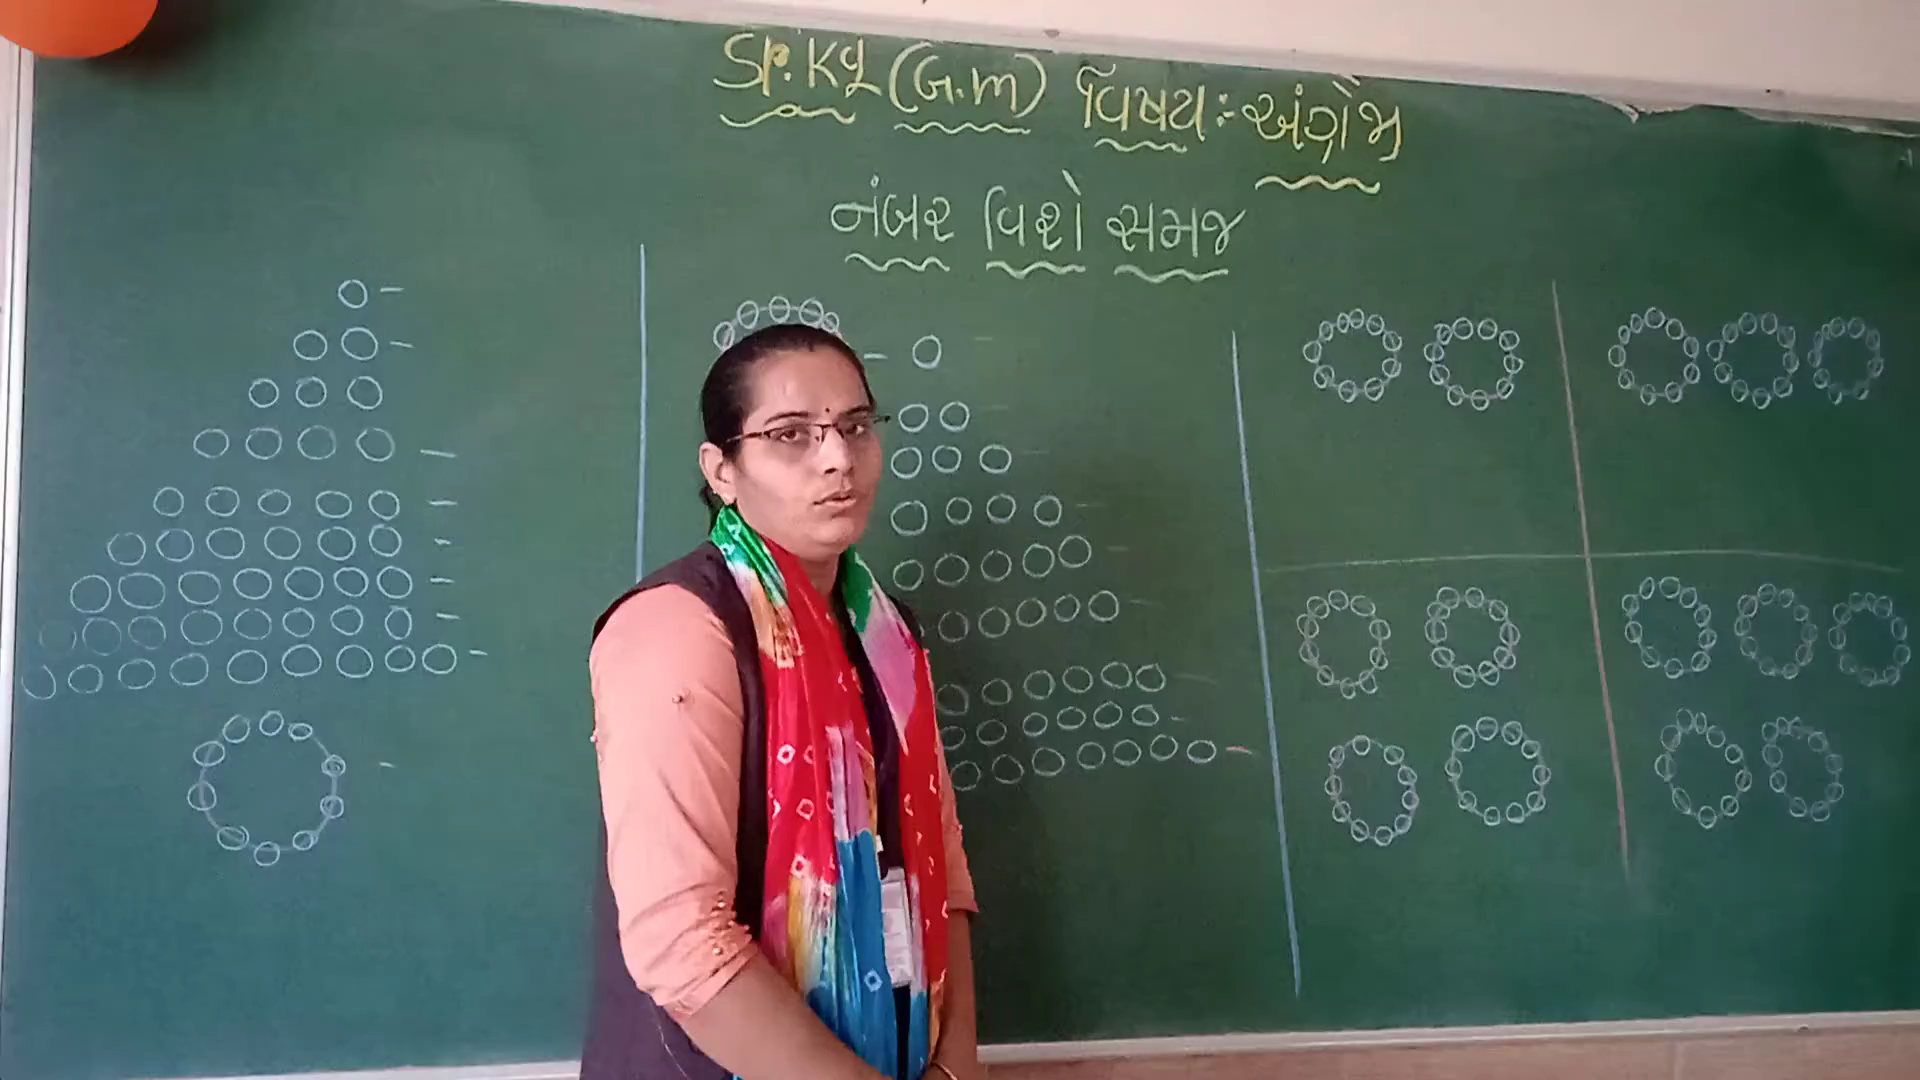 Sr. Kg (G.m) વિષય :- અંગ્રેજી
નંબર વિશે સમજ